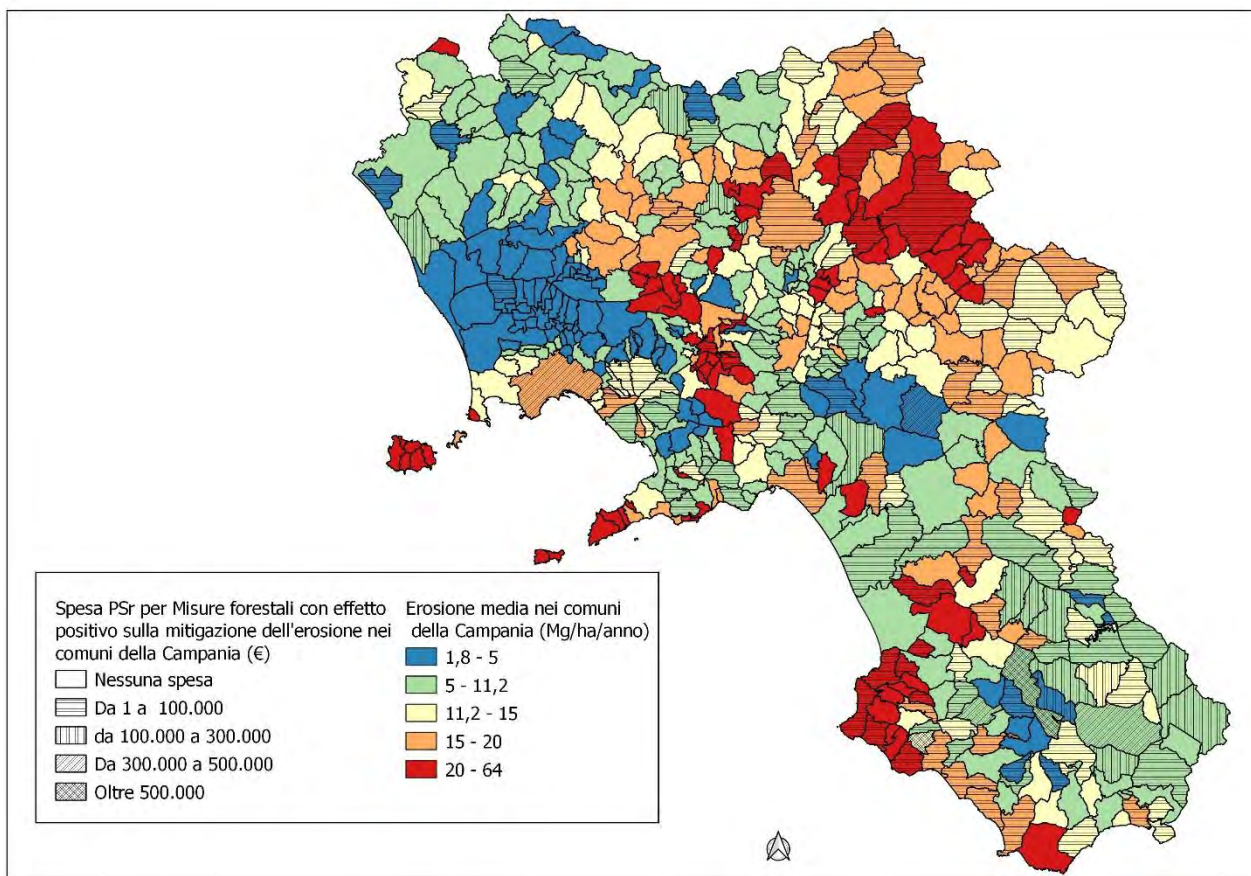 Spesa PSr per Misure forestali con effetto
positivo sulla mitigazione dell'erosione nei
comuni della Campania (€)
Nessuna spesa
Da 1 a 100.000
da 100.000 a 300.000
Da 300.000 a 500.000
Oltre 500.000
Erosione media nei comuni
della Campania (Mg/ha/anno)
1,8 - 5
5 - 11,2
11,2 - 15
15 - 20
20 - 64